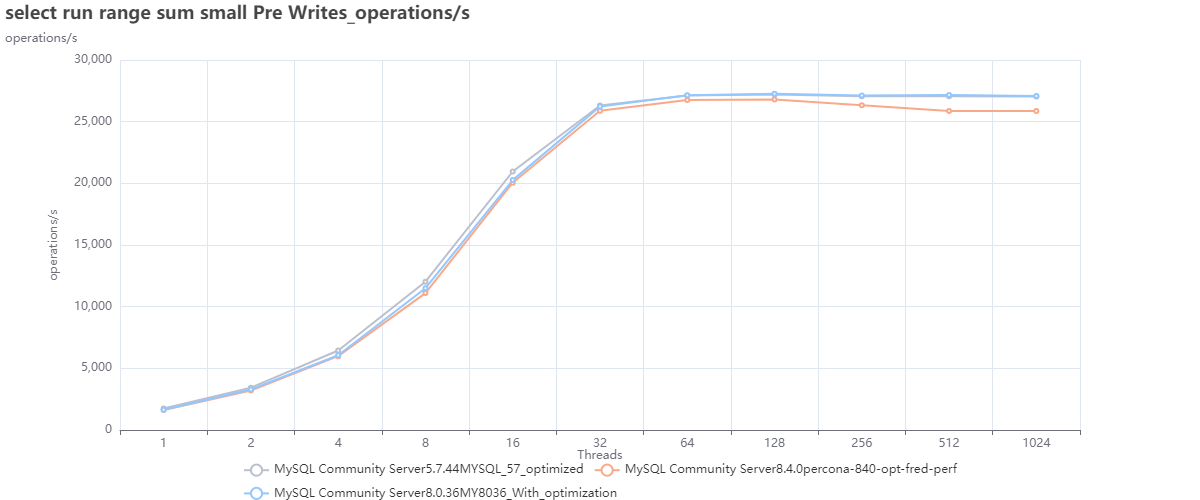 select run range sum small Pre Writes_operations/s
operations/s
30,000
25,000
20,000
15,000
10,000
5,000
0
operations/s
1 2 4 8 16 32 64 128 256 512 1024
Threads
MySQL Community Server5.7.44MYSQL_57_optimized MySQL Community Server8.4.0percona-840-opt-fred-perf
MySQL Community Server8.0.36MY8036_With_optimization